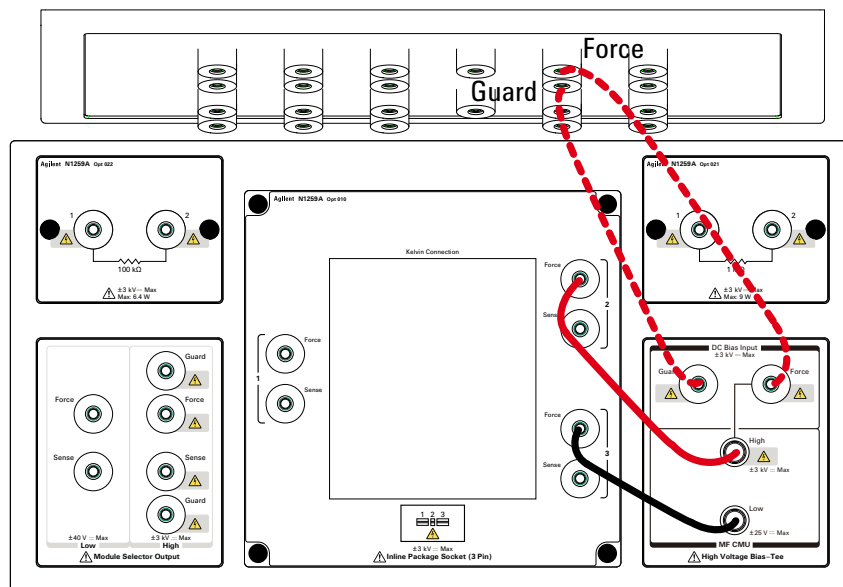 Force
Guard
Agilent N1259A Opt 022
1
2
100 kΩ
±3 kV⎓ Max
Max: 6.4 W
Agilent N1259A Opt 010
Kelvin Connection
Force
Sense
1
Force
Sense
2
Force
Sense
3
1 2 3
±3 kV ⎓ Max
Inline Package Socket (3 Pin)
Agilent N1259A Opt 021
1
2
±3 kV⎓ Max
Max: 9 W
Force
Sense
±40 V ⎓ Max
Low
Guard
Force
Sense
Guard
±3 kV ⎓ Max
High
Module Selector Output
DC Bias Input
±3 kV ⎓ Max
Force
High
±3 kV ⎓ Max
Low
±25 V ⎓ Max
MF CMU
High Voltage Bias–Tee